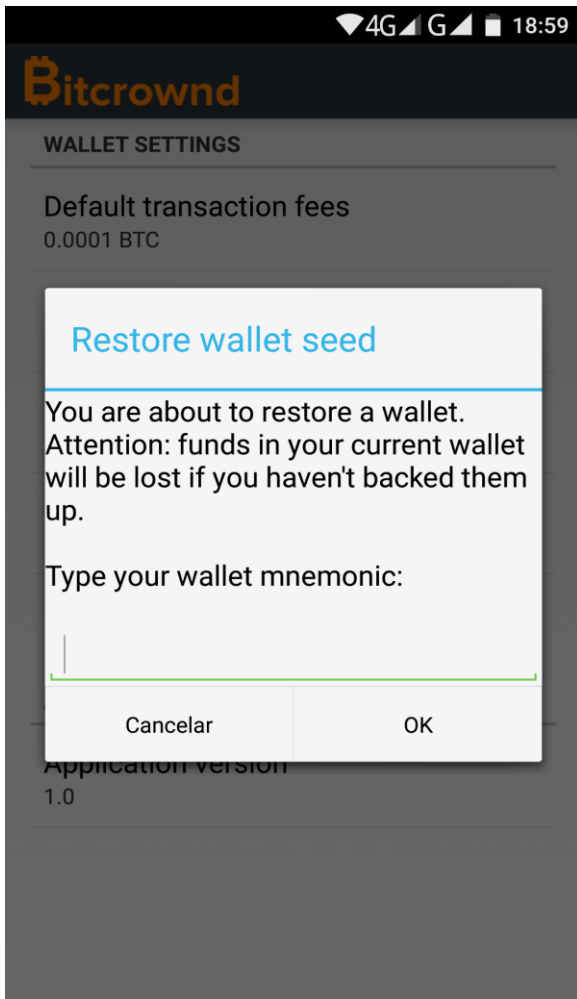 4G G 18:59
Bitcrownd
WALLET SETTINGS
Default transaction fees
0.0001 BTC
Restore wallet seed
You are about to restore a wallet.
Attention: funds in your current wallet
will be lost if you haven't backed them
up.
Type your wallet mnemonic:
Cancelar OK
Application version
1.0